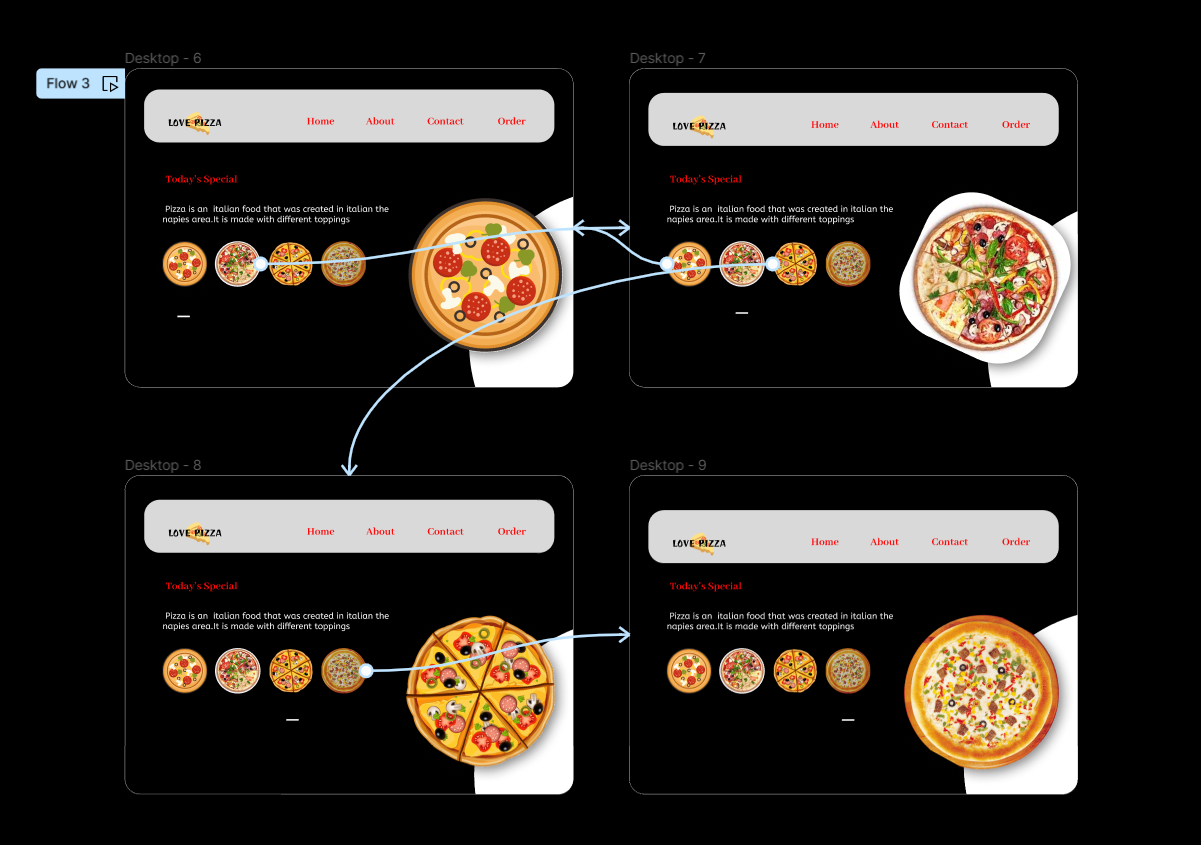 Desktop - 6
Desktop - 7
Flow 3
LOVE PIZZA
Home About Contact Order
LOVE PIZZA
Home About Contact Order
Today's Special
Today's Special
Pizza is an italian food that was created in italian the
napies area.It is made with different toppings
Pizza is an italian food that was created in italian the
napies area.It is made with different toppings
Desktop - 8
Desktop - 9
LOVE PIZZA
Home About Contact Order
LOVE PIZZA
Home About Contact Order
Today's Special
Today's Special
Pizza is an italian food that was created in italian the
napies area.It is made with different toppings
Pizza is an italian food that was created in italian the
napies area.It is made with different toppings